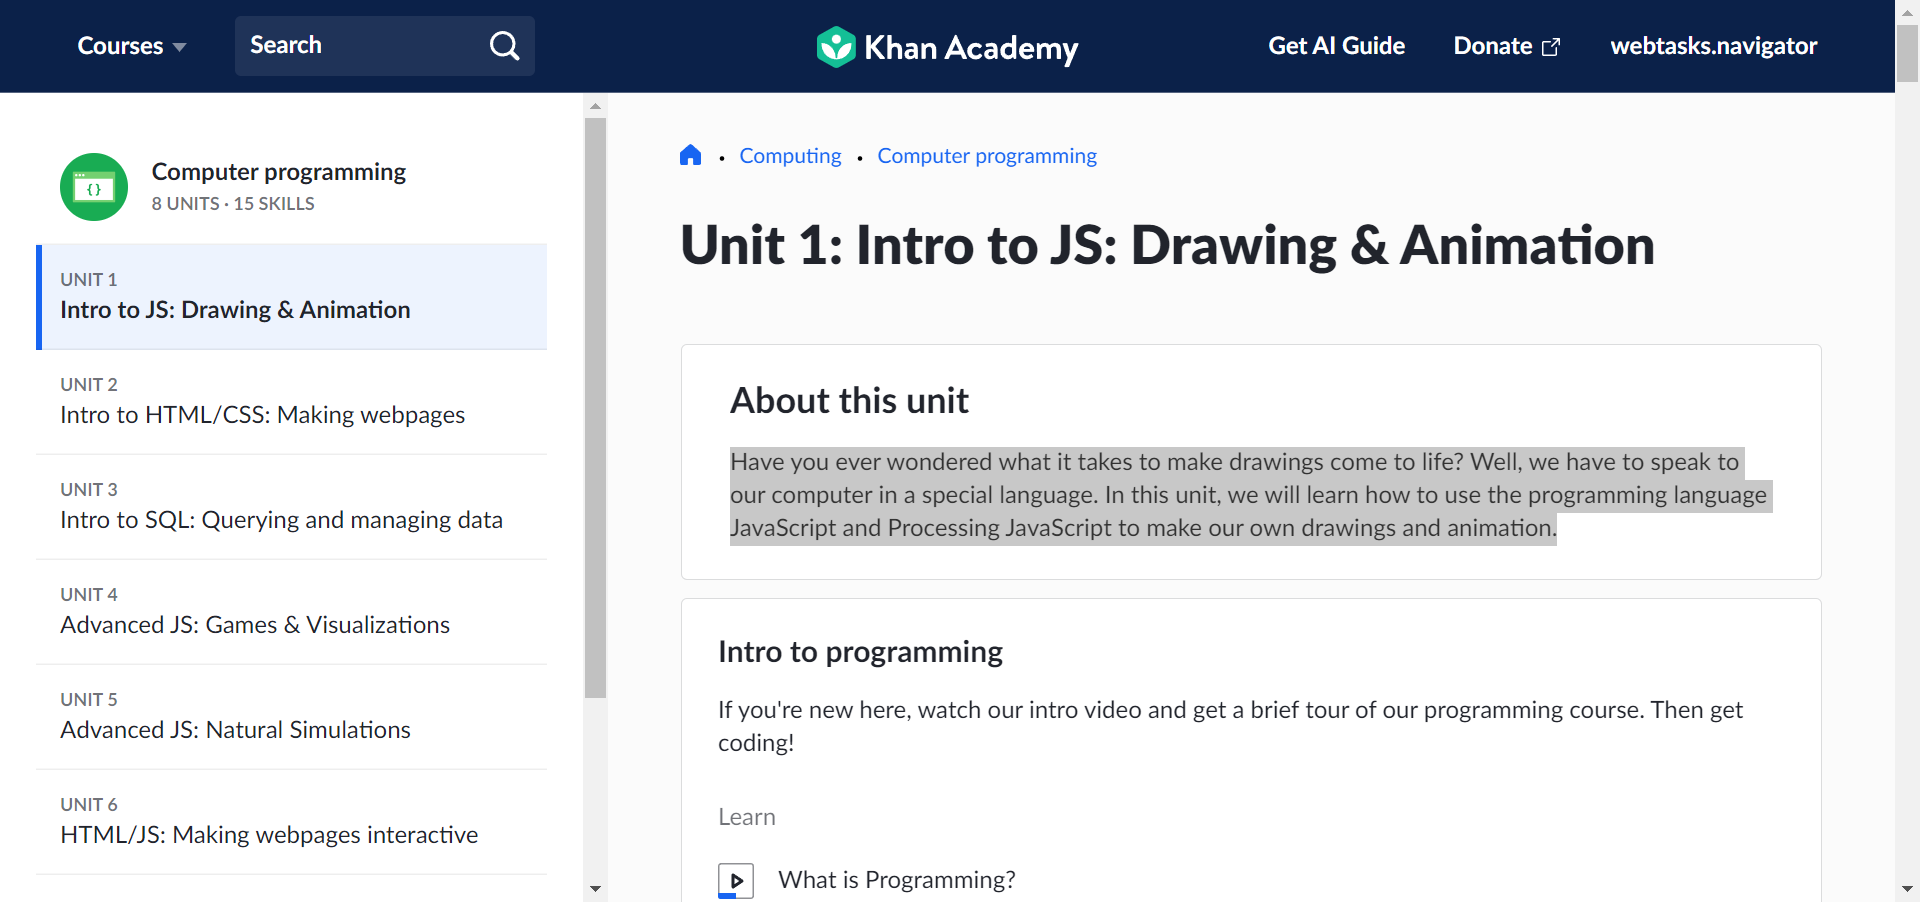 Courses
Search
Khan Academy
Get AI Guide
Donate
webtasks.navigator
Computer programming
8 UNITS · 15 SKILLS
UNIT 1
Intro to JS: Drawing & Animation
UNIT 2
Intro to HTML/CSS: Making webpages
UNIT 3
Intro to SQL: Querying and managing data
UNIT 4
Advanced JS: Games & Visualizations
UNIT 5
Advanced JS: Natural Simulations
UNIT 6
HTML/JS: Making webpages interactive
Computing • Computer programming
Unit 1: Intro to JS: Drawing & Animation
About this unit
Have you ever wondered what it takes to make drawings come to life? Well, we have to speak to
our computer in a special language. In this unit, we will learn how to use the programming language
JavaScript and Processing JavaScript to make our own drawings and animation.
Intro to programming
If you're new here, watch our intro video and get a brief tour of our programming course. Then get
coding!
Learn
What is Programming?